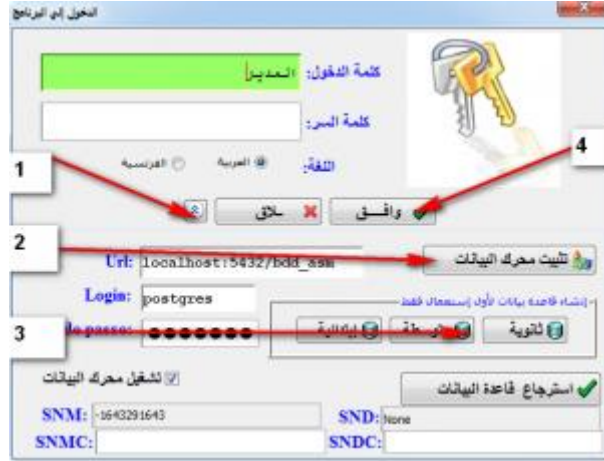 الدخول إلى البرنامج
كلمة الدخول: المدير
كلمة السر:
اللغة: العربية الفرنسية
1
4
وافــق
2
Url: localhost:5432/bdd_asm
تثبيت محرك البيانات
Login: postgres
إنشاء قاعدة بيانات لأول إستعمال فقط
3
passe:
ثانوية
إبتدائية
تشغيل محرك البيانات
استرجاع قاعدة البيانات
SNM: -1643291643
SND: None
SNMC:
SNDC: